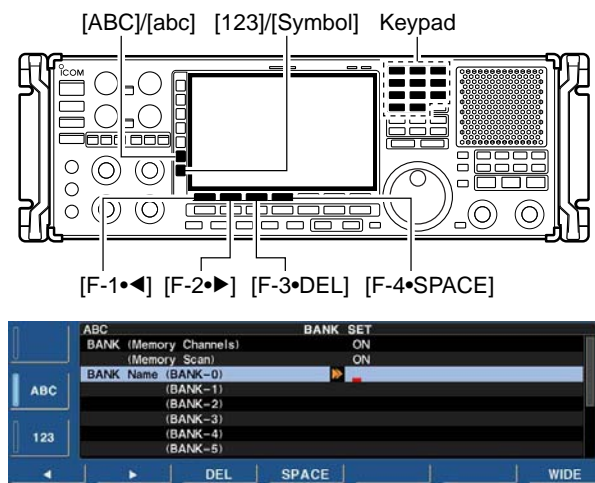 [ABC]/[abc] [123]/[Symbol] Keypad
ICOM
[F-1•◀] [F-2•▶] [F-3•DEL] [F-4•SPACE]
ABC BANK SET
BANK (Memory Channels) ON
(Memory Scan) ON
BANK Name (BANK-0)
(BANK-1)
ABC
(BANK-2)
(BANK-3)
123
(BANK-4)
(BANK-5)
◀ ▶ DEL SPACE WIDE